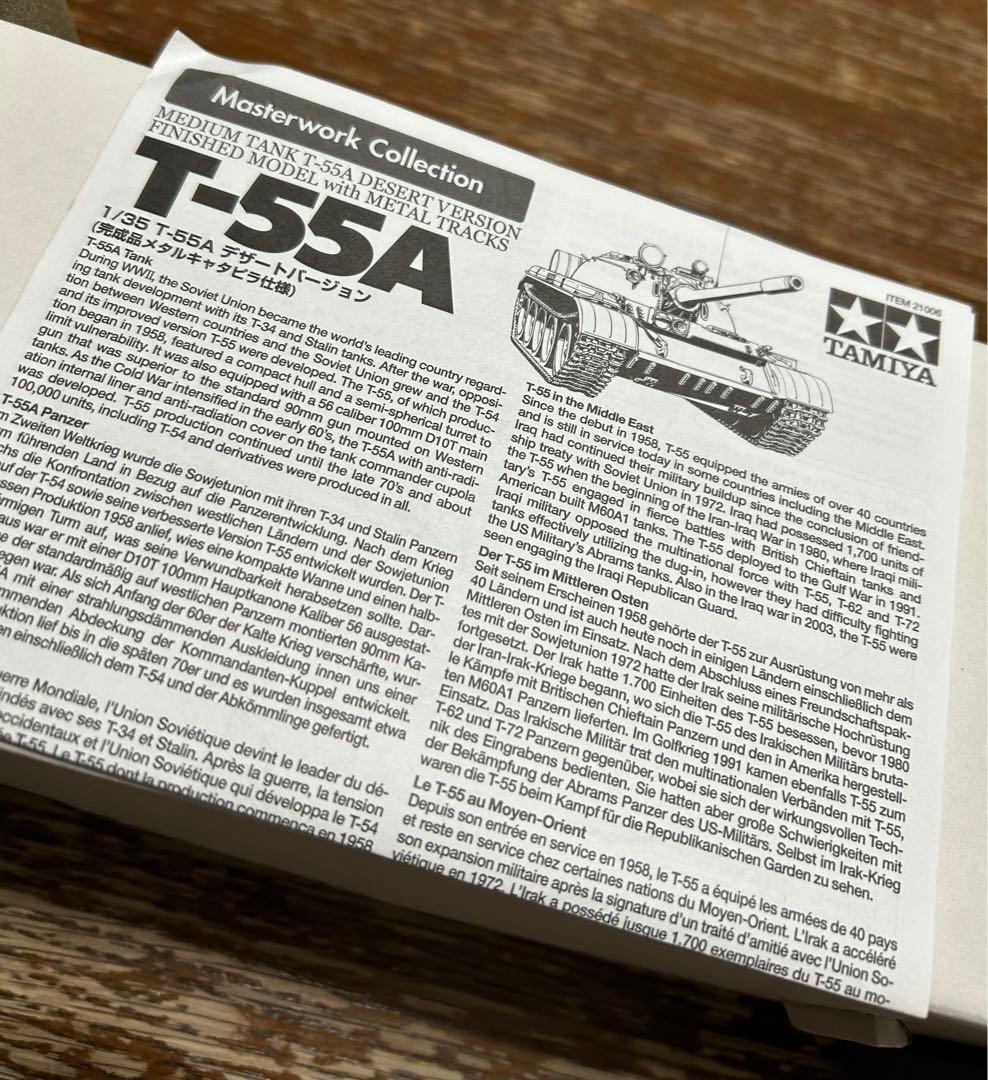 Masterwork Collection
MEDIUM TANK T-55A DESERT VERSION
FINISHED MODEL with METAL TRACKS
T-55A
1/35 T-55A デザートバージョン
(完成品メタルキャタピラ仕様)
ITEM 21006
TAMIYA
T-55A Tank
During WWII, the Soviet Union became the world's leading country regard-
ing tank development with its T-34 and Stalin tanks. After the war, opposi-
tion between Western countries and the Soviet Union grew and the T-54
and its improved version T-55 were developed. The T-55, of which produc-
tion began in 1958, featured a compact hull and a semi-spherical turret to
limit vulnerability. It was also equipped with a 56 caliber 100mm D10T main
gun that was superior to the standard 90mm gun mounted on Western
tanks. As the Cold War intensified in the early 60's, the T-55A with anti-radi-
ation internal liner and anti-radiation cover on the tank commander cupola
was developed. T-55 production continued until the late 70's and about
100,000 units, including T-54 and derivatives were produced in all.
T-55A Panzer
m Zweiten Weltkrieg wurde die Sowjetunion mit ihren T-34 und Stalin Panzern
m führenden Land in Bezug auf die Panzerentwicklung. Nach dem Krieg
chs die Konfrontation zwischen westlichen Ländern und der Sowjetunion
uf der T-54 sowie seine verbesserte Version T-55 entwickelt wurden. Der T-
ssen Produktion 1958 anlief, wies eine kompakte Wanne und einen halb-
rmigen Turm auf, was seine Verwundbarkeit herabsetzen sollte. Dar-
aus war er mit einer D10T 100mm Hauptkanone Kaliber 56 ausgestat-
e der standardmäßig auf westlichen Panzern montierten 90mm Ka-
egen war. Als sich Anfang der 60er der Kalte Krieg verschärfte, wur-
A mit einer strahlungsdämmenden Auskleidung innen uns einer
mmenden Abdeckung der Kommandanten-Kuppel entwickelt.
uktion lief bis in die späten 70er und es wurden insgesamt etwa
en einschließlich dem T-54 und der Abkömmlinge gefertigt.
uerre Mondiale, l'Union Soviétique devint le leader du dé-
indés avec ses T-34 et Stalin. Après la guerre, la tension
occidentaux et l'Union Soviétique qui développa le T-54
e T-55. Le T-55 dont la production commença en 1958
T-55 in the Middle East
Since the debut in 1958, T-55 equipped the armies of over 40 countries
and is still in service today in some countries including the Middle East.
Iraq had continued their military buildup since the conclusion of friend-
ship treaty with Soviet Union in 1972. Iraq had possessed 1,700 units of
the T-55 when the beginning of the Iran-Iraq War in 1980, where Iraqi mili-
tary's T-55 engaged in fierce battles with British Chieftain tanks and
American built M60A1 tanks. The T-55 deployed to the Gulf War in 1991.
Iraqi military opposed the multinational force with T-55, T-62 and T-72
tanks effectively utilizing the dug-in, however they had difficulty fighting
the US Military's Abrams tanks. Also in the Iraq war in 2003, the T-55 were
seen engaging the Iraqi Republican Guard.
Der T-55 im Mittleren Osten
Seit seinem Erscheinen 1958 gehörte der T-55 zur Ausrüstung von mehr als
40 Ländern und ist auch heute noch in einigen Ländern einschließlich dem
Mittleren Osten im Einsatz. Nach dem Abschluss eines Freundschaftspak-
tes mit der Sowjetunion 1972 hatte der Irak seine militärische Hochrüstung
fortgesetzt. Der Irak hatte 1.700 Einheiten des T-55 besessen, bevor 1980
der Iran-Irak-Kriege begann, wo sich die T-55 des Irakischen Militärs bruta-
le Kämpfe mit Britischen Chieftain Panzern und den in Amerika hergestell-
ten M60A1 Panzern lieferten. Im Golfkrieg 1991 kamen ebenfalls T-55 zum
Einsatz. Das Irakische Militär trat den multinationalen Verbänden mit T-55,
T-62 und T-72 Panzern gegenüber, wobei sie sich der wirkungsvollen Tech-
nik des Eingrabens bedienten. Sie hatten aber große Schwierigkeiten mit
der Bekämpfung der Abrams Panzer des US-Militärs. Selbst im Irak-Krieg
waren die T-55 beim Kampf für die Republikanischen Garden zu sehen.
Le T-55 au Moyen-Orient
Depuis son entrée en service en 1958, le T-55 a équipé les armées de 40 pays
et reste en service chez certaines nations du Moyen-Orient. L'Irak a accéléré
son expansion militaire après la signature d'un traité d'amitié avec l'Union So-
viétique en 1972. L'Irak a possédé jusque 1,700 exemplaires du T-55 au mo-